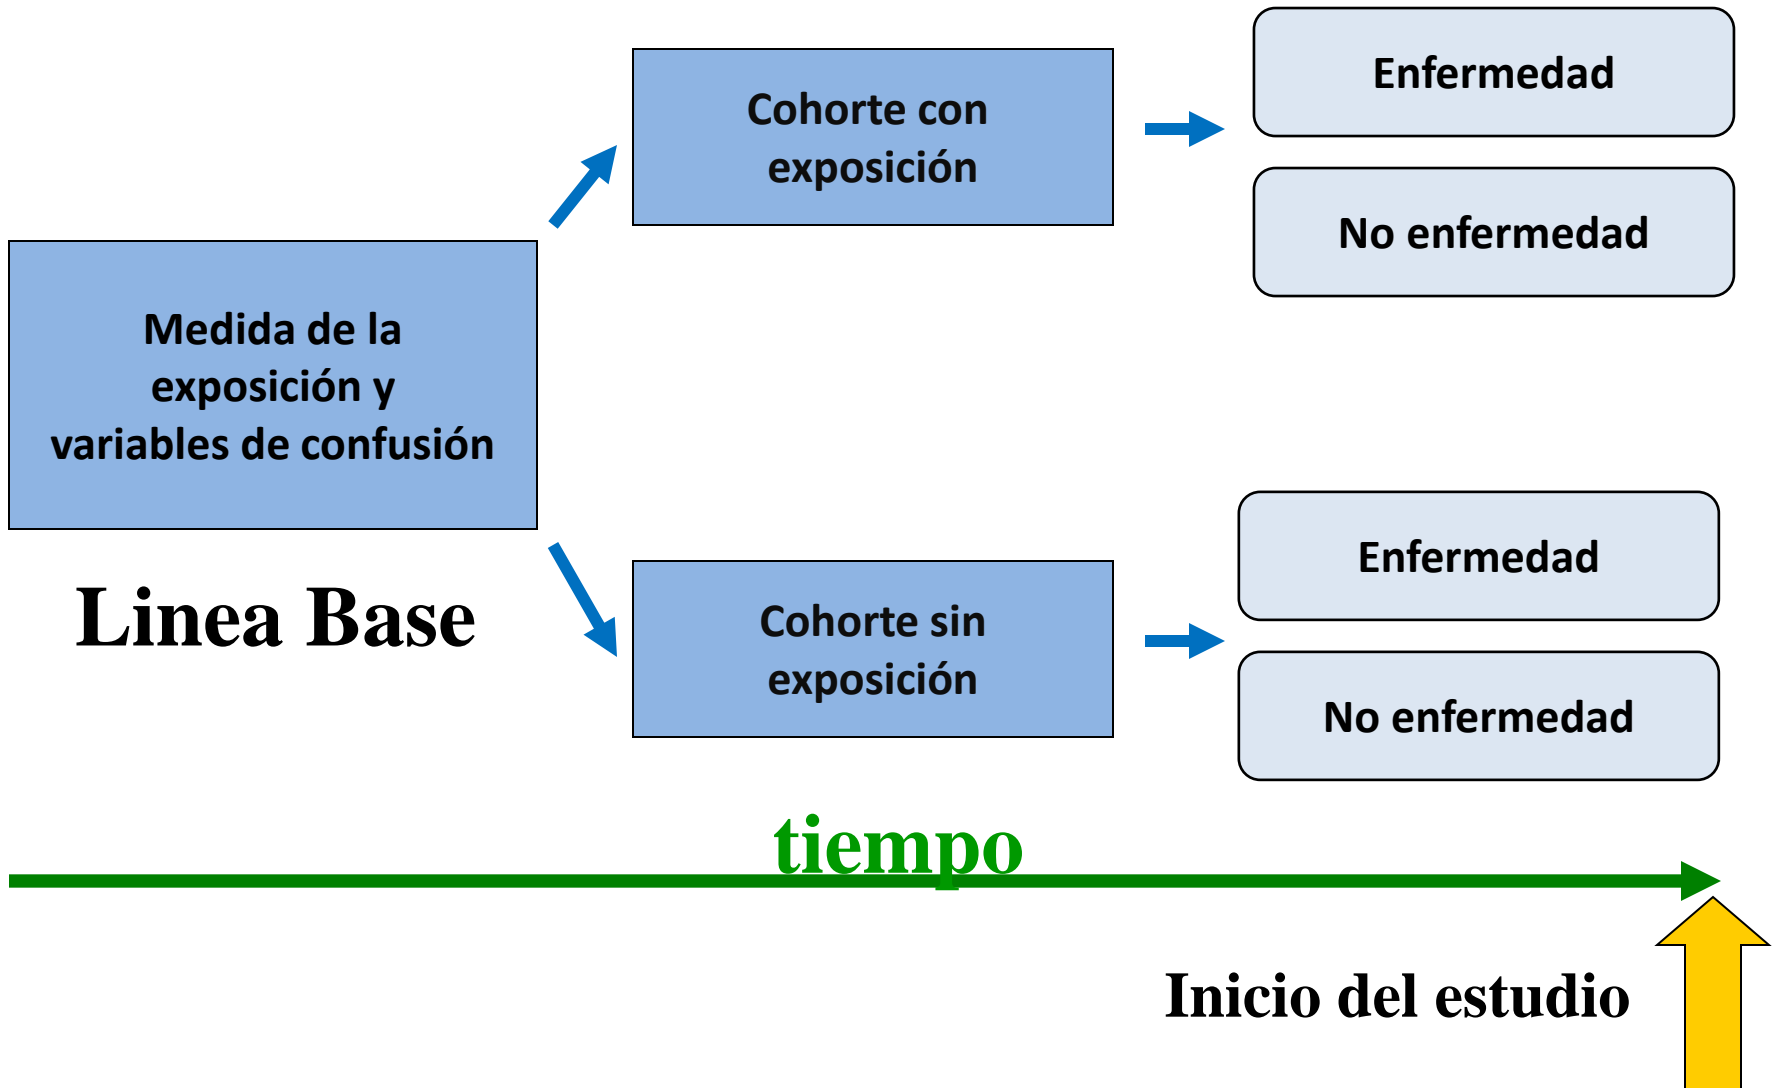 Enfermedad
Cohorte con
exposición
No enfermedad
Medida de la
exposición y
variables de confusión
Linea Base
Enfermedad
Cohorte sin
exposición
No enfermedad
tiempo
Inicio del estudio